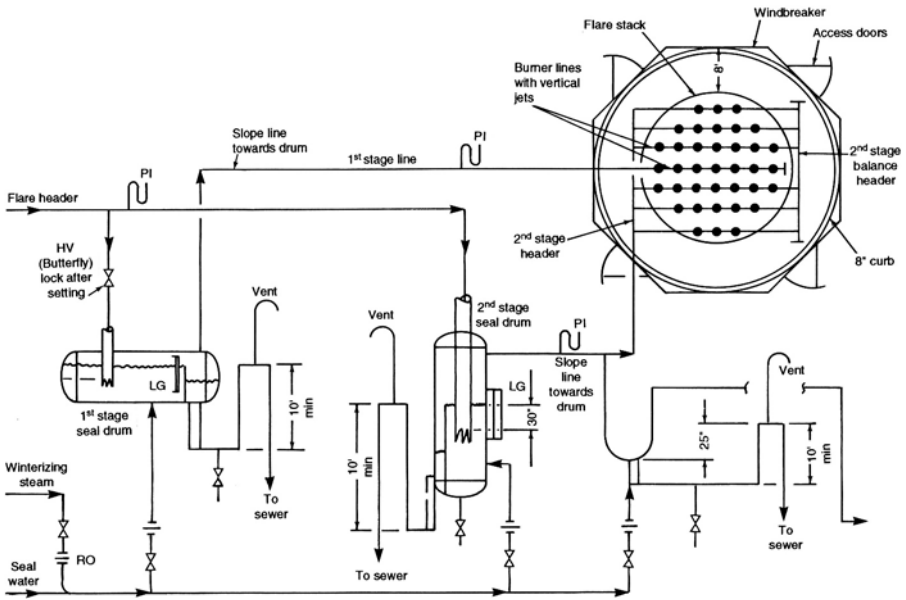 Windbreaker
Flare stack
Access doors
8'
Burner lines
with vertical
jets
Slope line
towards drum
1st stage line
PI
PI
2nd stage
balance
header
Flare header
2nd stage
header
8" curb
HV
(Butterfly)
lock after
setting
Vent
2nd stage
seal drum
Vent
PI
Slope
line
towards
drum
Vent
LG
LG
30"
1st stage
seal drum
10'
min
10'
min
25"
10'
min
Winterizing
steam
To
sewer
To
sewer
RO
Seal
water
To sewer